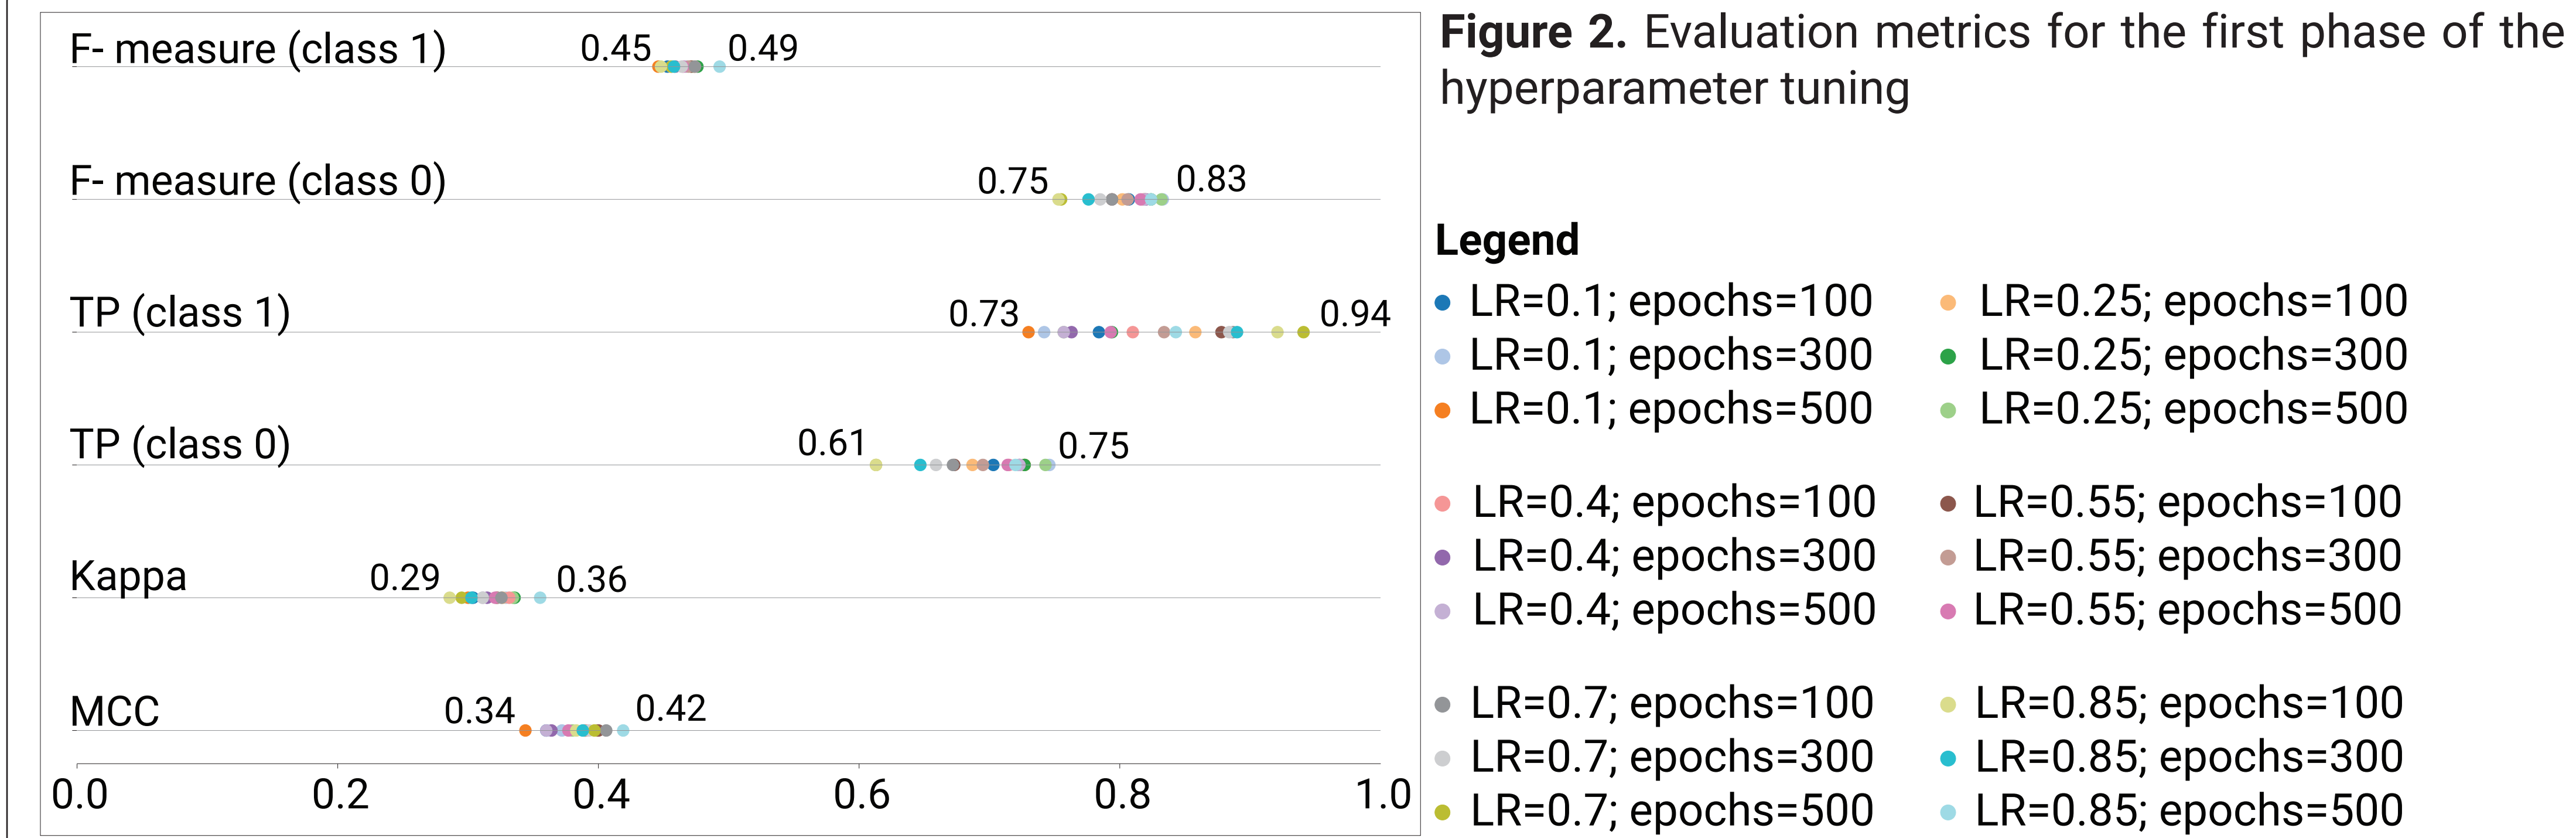 F- measure (class 1)
0.45
0.49
F- measure (class 0)
0.75
0.83
TP (class 1)
0.73
0.94
TP (class 0)
0.61
0.75
Kappa
0.29
0.36
MCC
0.34
0.42
0.0
0.2
0.4
0.6
0.8
1.0
Figure 2. Evaluation metrics for the first phase of the
hyperparameter tuning
Legend
LR=0.1; epochs=100
LR=0.1; epochs=300
LR=0.1; epochs=500
LR=0.25; epochs=100
LR=0.25; epochs=300
LR=0.25; epochs=500
LR=0.4; epochs=100
LR=0.4; epochs=300
LR=0.4; epochs=500
LR=0.55; epochs=100
LR=0.55; epochs=300
LR=0.55; epochs=500
LR=0.7; epochs=100
LR=0.7; epochs=300
LR=0.7; epochs=500
LR=0.85; epochs=100
LR=0.85; epochs=300
LR=0.85; epochs=500